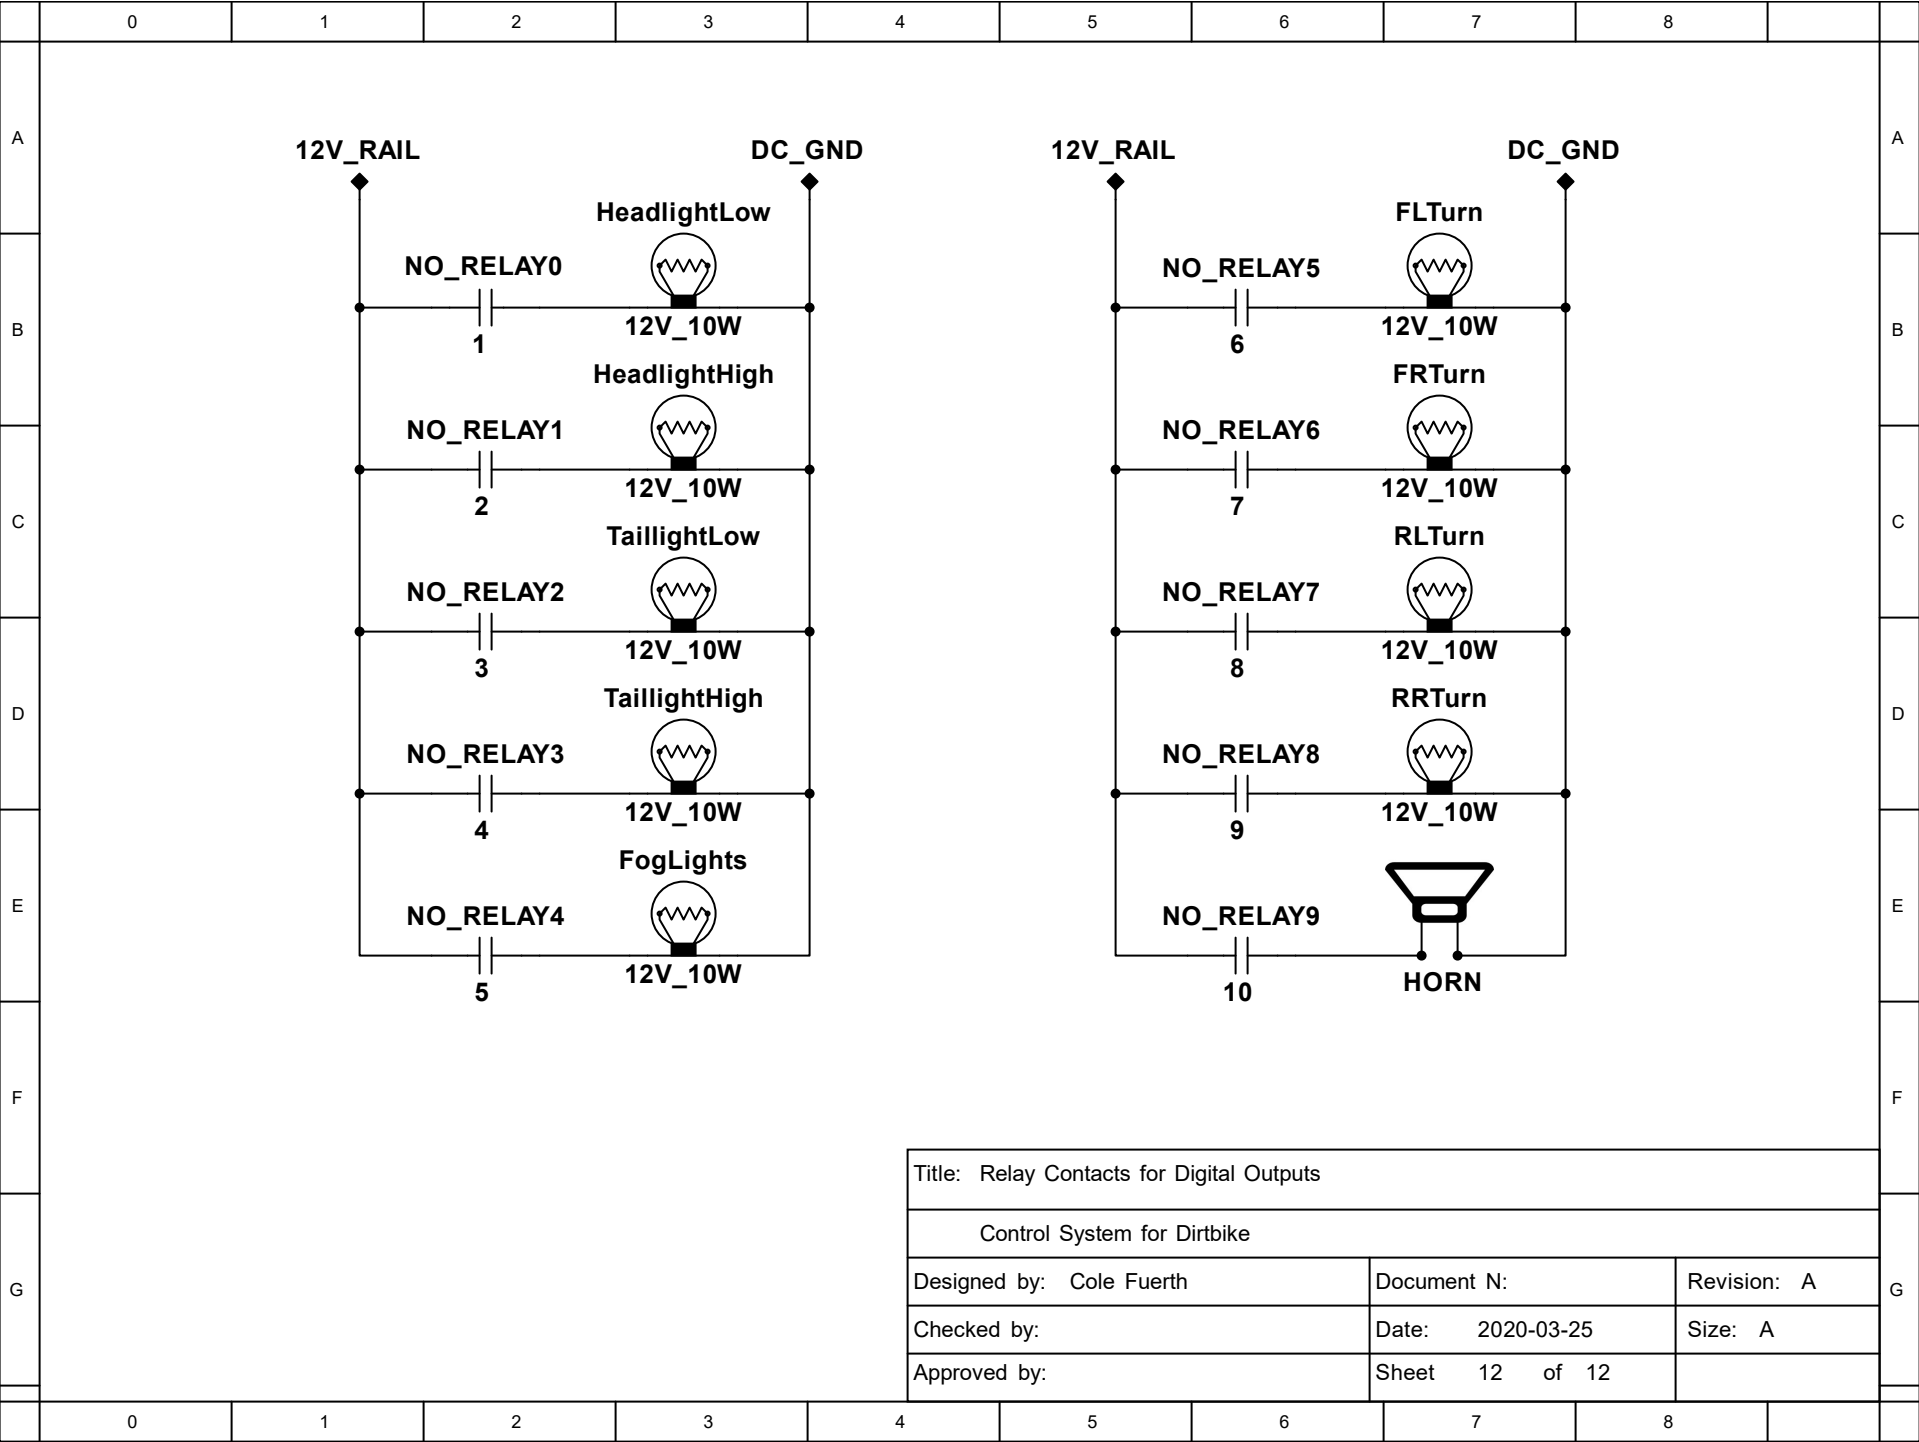 0 1 2 3 4 5 6 7 8
A A
12V_RAIL DC_GND 12V_RAIL DC_GND
HeadlightLow FLTurn
NO_RELAY0 NO_RELAY5
B 12V_10W 12V_10W B
1 6
HeadlightHigh FRTurn
NO_RELAY1 NO_RELAY6
12V_10W 12V_10W
2 7
C C
TaillightLow RLTurn
NO_RELAY2 NO_RELAY7
12V_10W 12V_10W
3 8
TaillightHigh RRTurn
D D
NO_RELAY3 NO_RELAY8
12V_10W 12V_10W
4 9
FogLights
E E
NO_RELAY4 NO_RELAY9
12V_10W HORN
5 10
F F
Title: Relay Contacts for Digital Outputs
Control System for Dirtbike
G Designed by: Cole Fuerth Document N: Revision: A G
Checked by: Date: 2020-03-25 Size: A
Approved by: Sheet 12 of 12
0 1 2 3 4 5 6 7 8